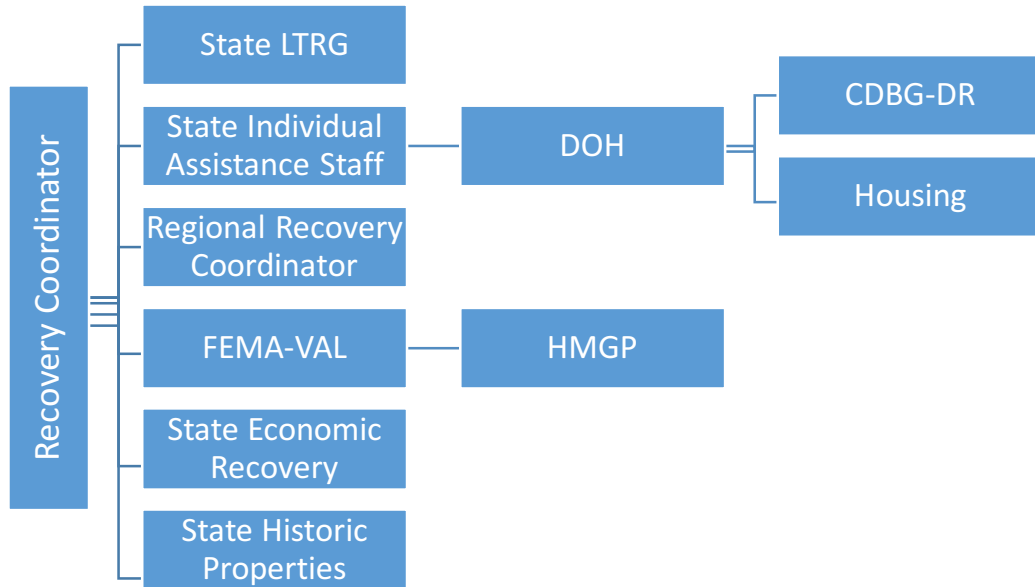 Recovery Coordinator
State LTRG
State Individual
Assistance Staff
Regional Recovery
Coordinator
FEMA-VAL
State Economic
Recovery
State Historic
Properties
DOH
HMGP
CDBG-DR
Housing